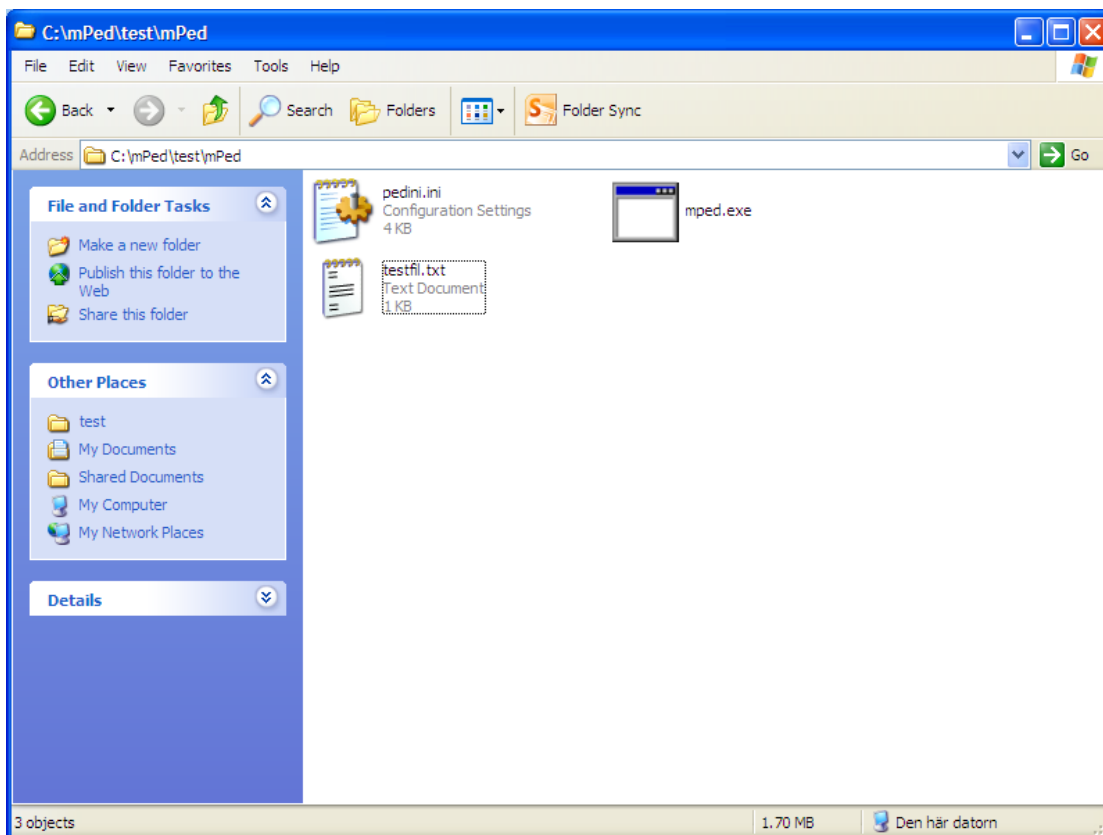 C:\mPed\test\mPed
File Edit View Favorites Tools Help
Back Search Folders Folder Sync
Address C:\mPed\test\mPed Go
File and Folder Tasks
Make a new folder
Publish this folder to the
Web
Share this folder
Other Places
test
My Documents
Shared Documents
My Computer
My Network Places
Details
pedini.ini
Configuration Settings
4 KB
mped.exe
testfil.txt
Text Document
1 KB
3 objects 1.70 MB Den här datorn